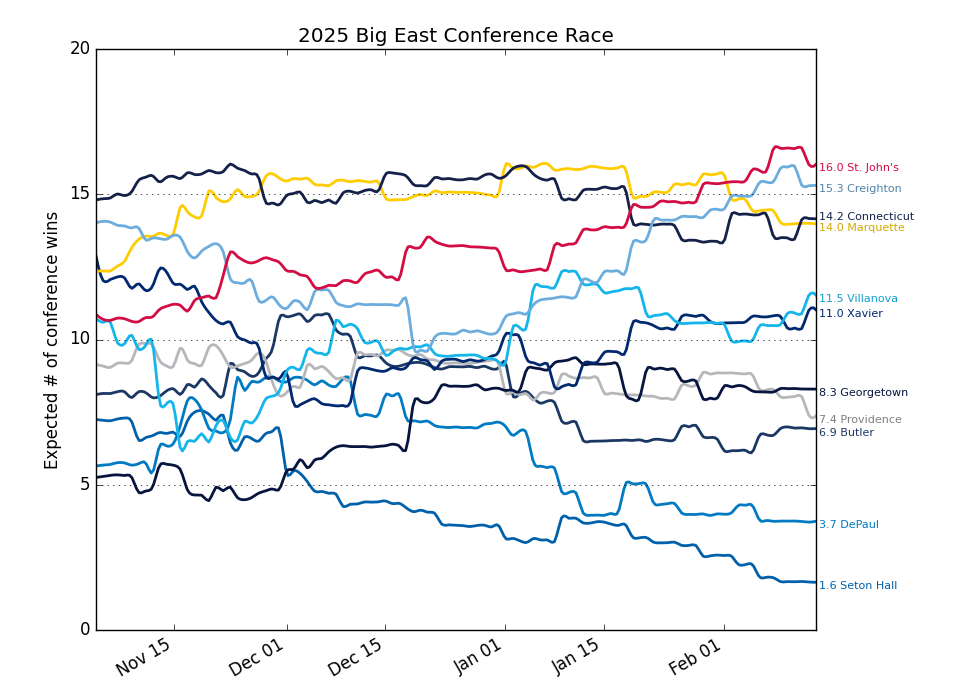 2025 Big East Conference Race
Expected # of conference wins
20
15
10
5
0
Nov 15
Dec 01
Dec 15
Jan 01
Jan 15
Feb 01
16.0 St. John's
15.3 Creighton
14.2 Connecticut
14.0 Marquette
11.5 Villanova
11.0 Xavier
8.3 Georgetown
7.4 Providence
6.9 Butler
3.7 DePaul
1.6 Seton Hall